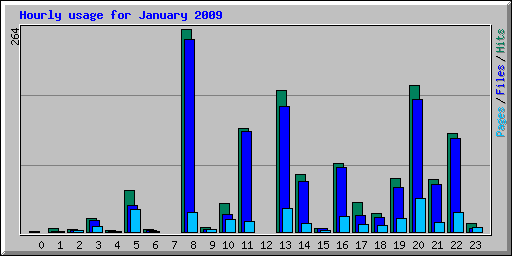 Hourly usage for January 2009
264
Pages / Files / Hits
0 1 2 3 4 5 6 7 8 9 10 11 12 13 14 15 16 17 18 19 20 21 22 23